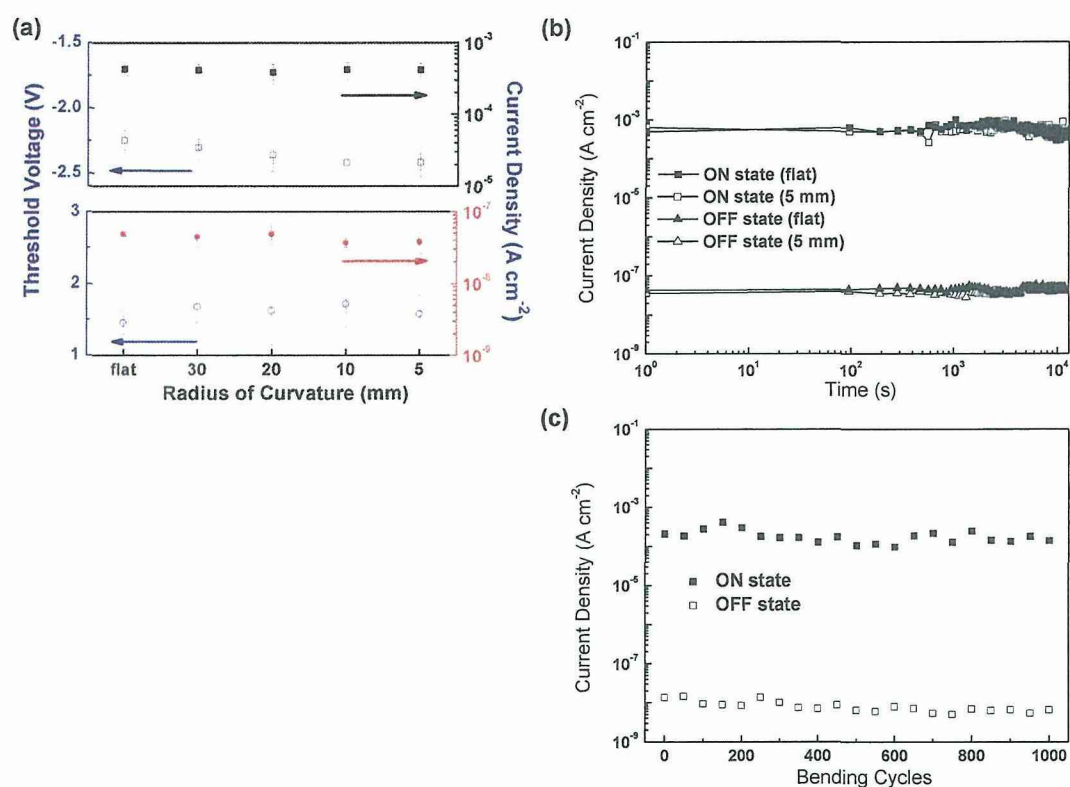 (a)
-1.5
-2.0
-2.5
3
2
1
Threshold Voltage (V)
10⁻³
10⁻⁴
10⁻⁵
10⁻⁷
10⁻⁸
10⁻⁹
Current Density (A cm⁻²)
flat 30 20 10 5
Radius of Curvature (mm)
(b)
10⁻¹
10⁻³
10⁻⁵
10⁻⁷
10⁻⁹
Current Density (A cm⁻²)
ON state (flat)
ON state (5 mm)
OFF state (flat)
OFF state (5 mm)
10⁰ 10¹ 10² 10³ 10⁴
Time (s)
(c)
10⁻¹
10⁻³
10⁻⁵
10⁻⁷
10⁻⁹
Current Density (A cm⁻²)
ON state
OFF state
0 200 400 600 800 1000
Bending Cycles